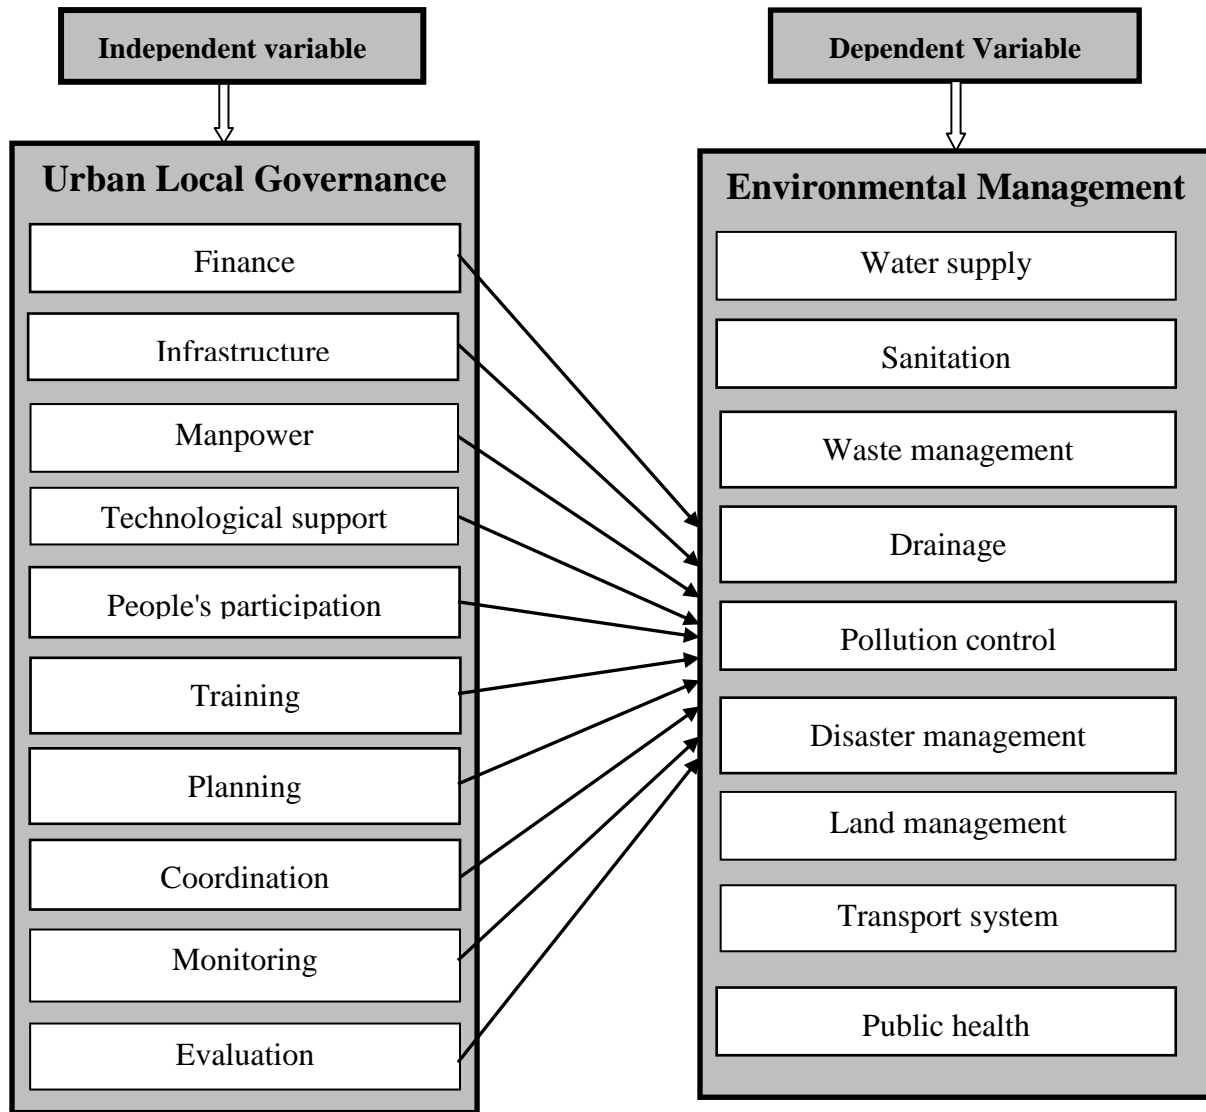 Independent variable
Dependent Variable
Urban Local Governance
Finance
Infrastructure
Manpower
Technological support
People's participation
Training
Planning
Coordination
Monitoring
Evaluation
Environmental Management
Water supply
Sanitation
Waste management
Drainage
Pollution control
Disaster management
Land management
Transport system
Public health